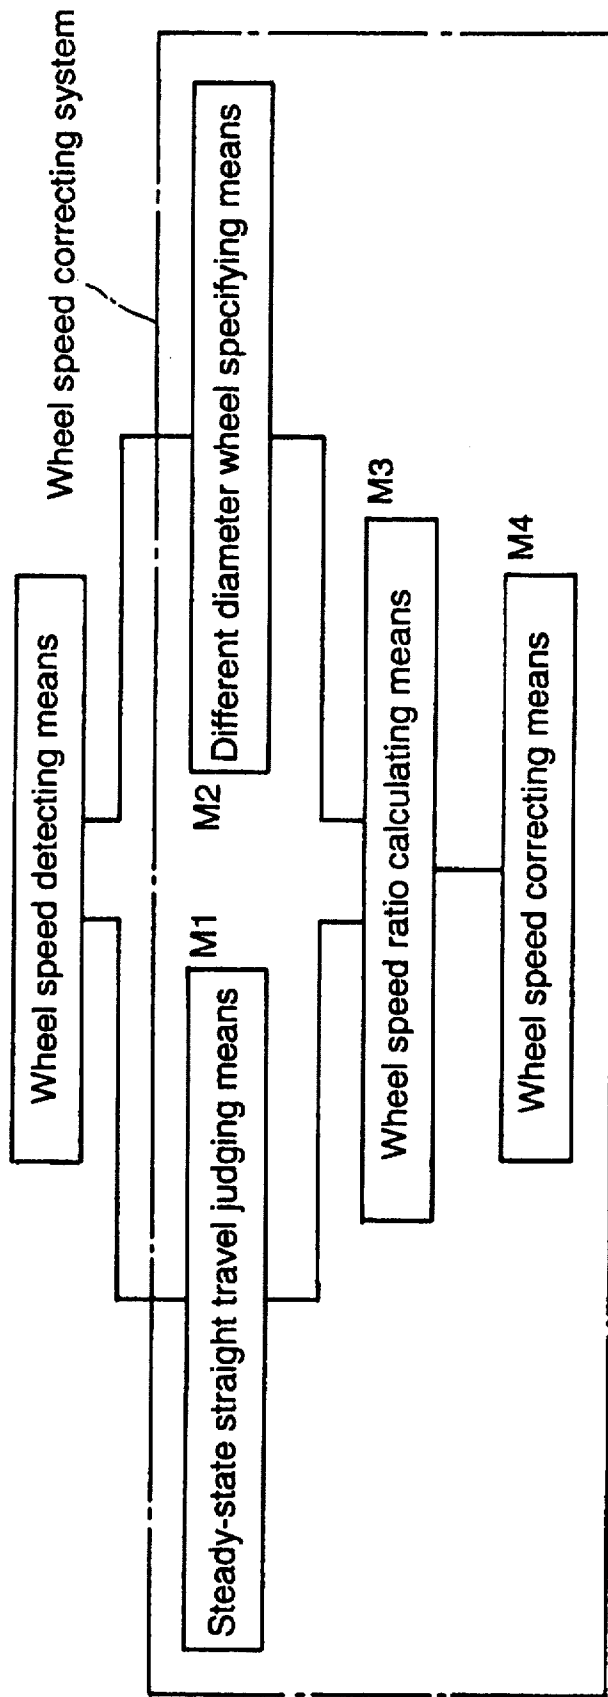 Wheel speed correcting system
Wheel speed detecting means
M1
Steady-state straight travel judging means
M2
Different diameter wheel specifying means
M3
Wheel speed ratio calculating means
M4
Wheel speed correcting means